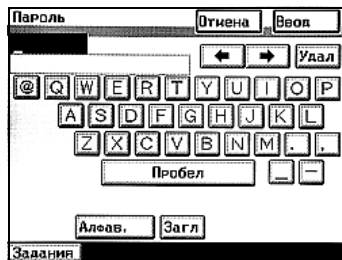 Пароль Отмена Ввод
← → Удал
@ Q W E R T Y U I O P
A S D F G H J K L
Z X C V B N M . ,
Пробел _ —
Алфав. Загл
Задания